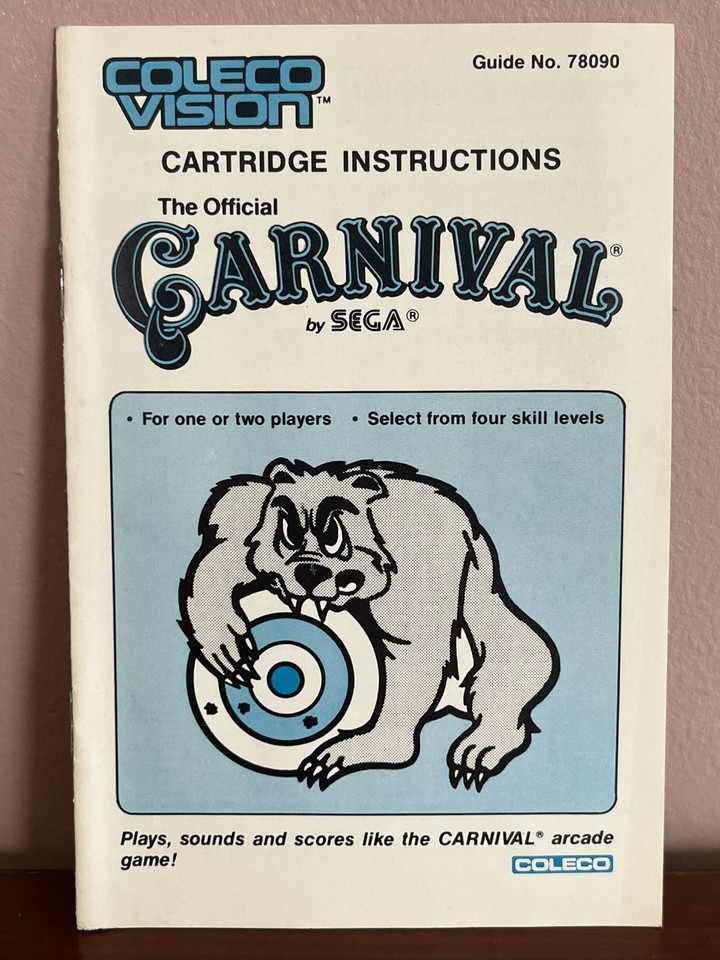 COLECO
VISION™
Guide No. 78090
CARTRIDGE INSTRUCTIONS
The Official
CARNIVAL®
by SEGA®
• For one or two players • Select from four skill levels
Plays, sounds and scores like the CARNIVAL® arcade
game!
COLECO